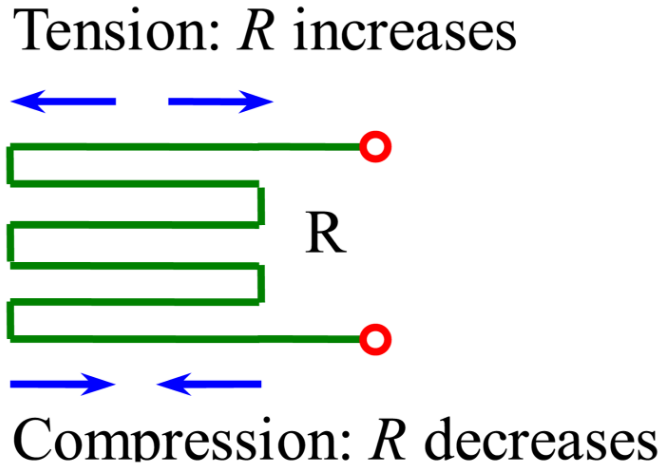 Tension: R increases
R
Compression: R decreases